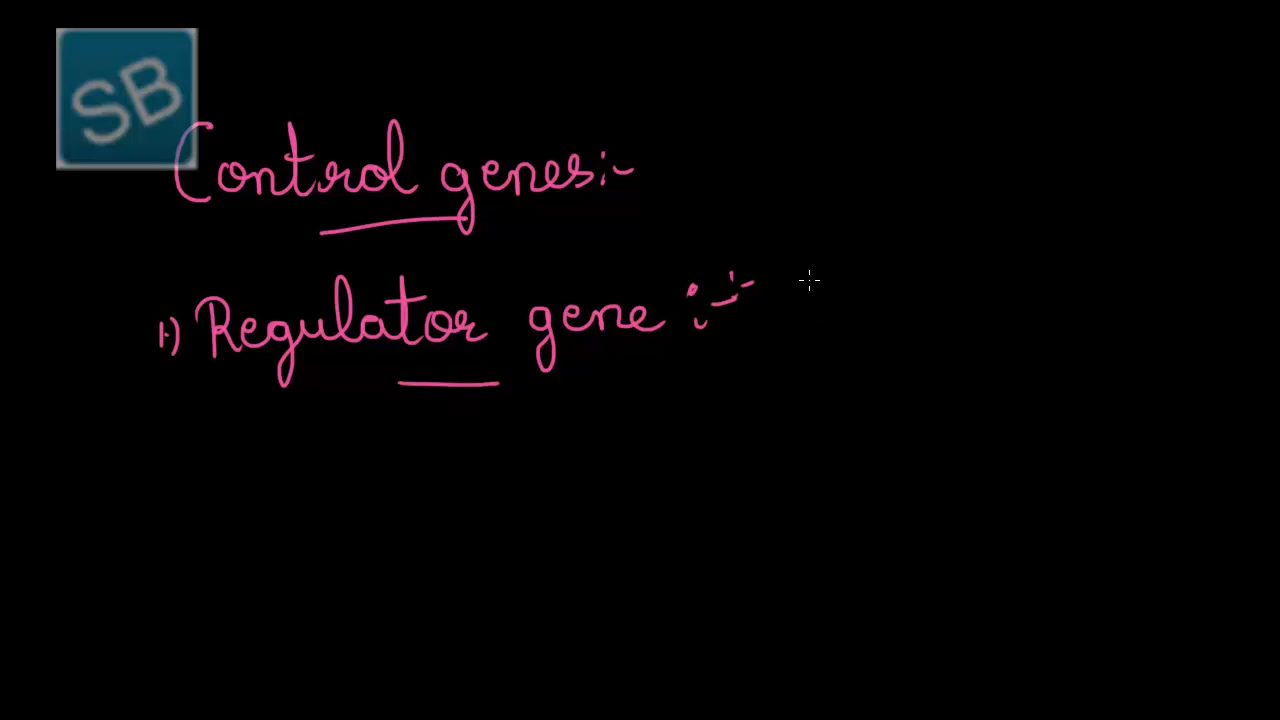 SB
Control genes:-
1.) Regulator gene :-